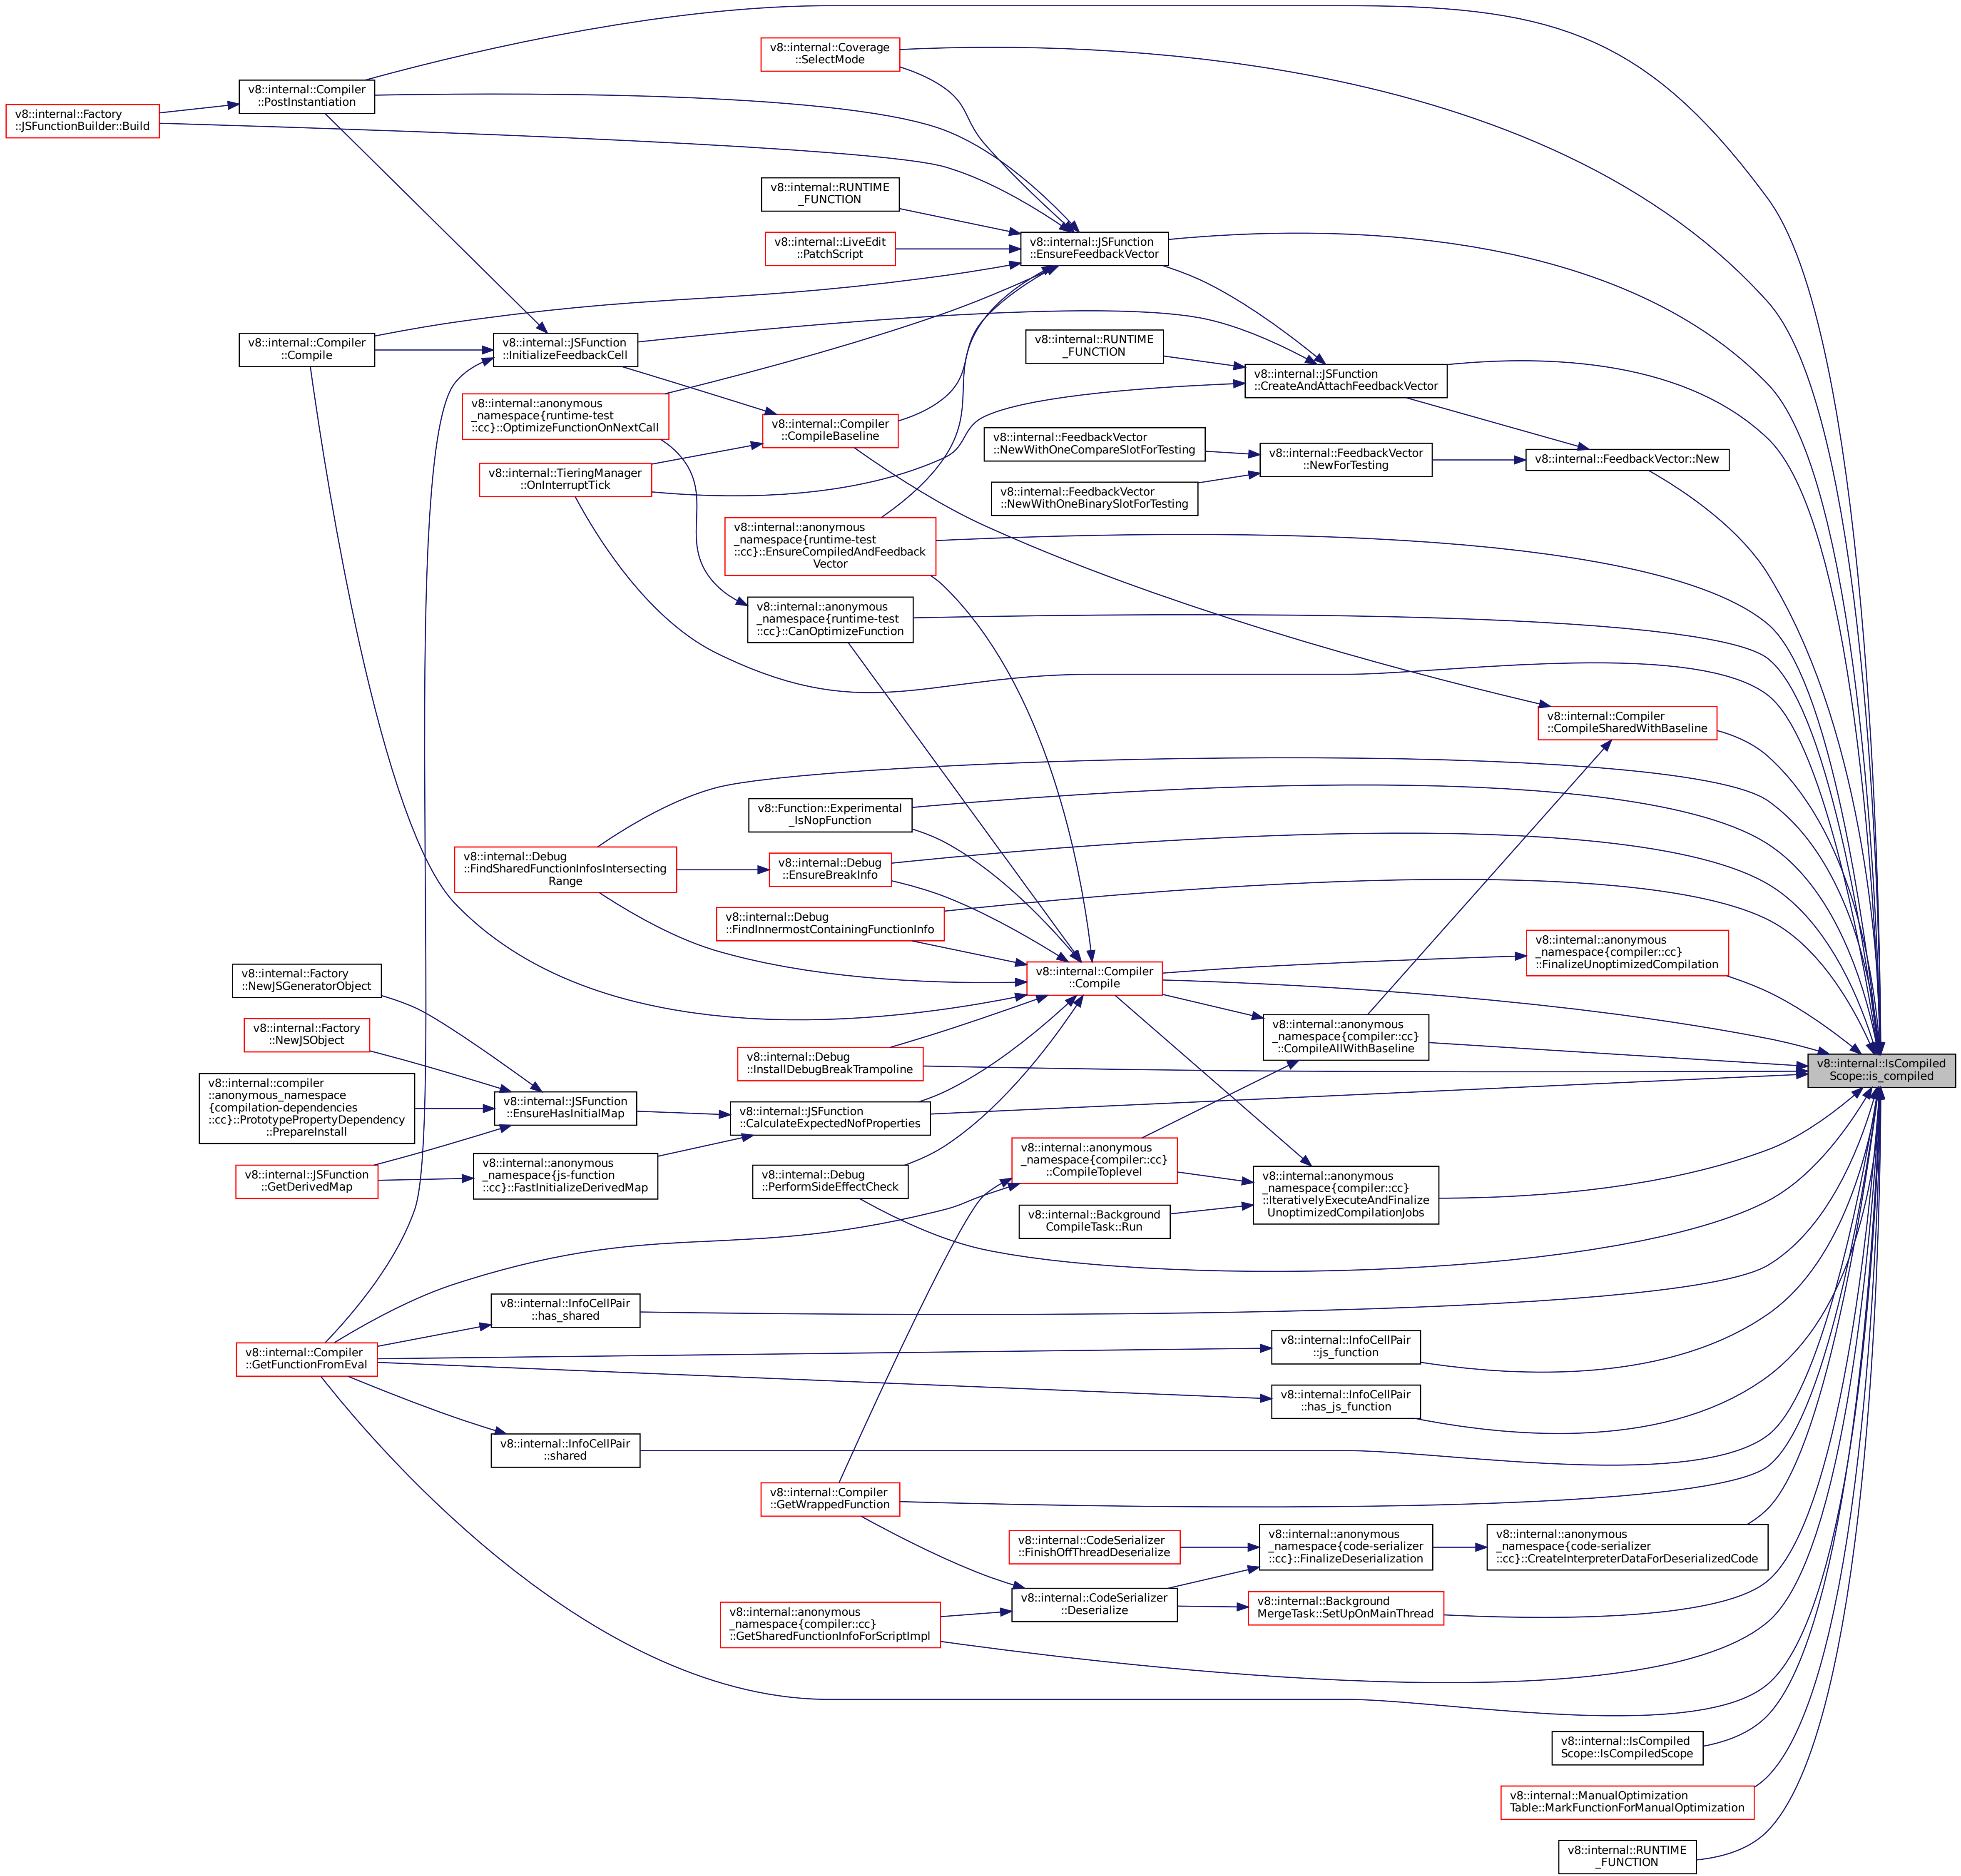 v8::internal::Coverage
::SelectMode
v8::internal::Compiler
::PostInstantiation
v8::internal::Factory
::JSFunctionBuilder::Build
v8::internal::RUNTIME
_FUNCTION
v8::internal::LiveEdit
::PatchScript
v8::internal::JSFunction
::EnsureFeedbackVector
v8::internal::Compiler
::Compile
v8::internal::JSFunction
::InitializeFeedbackCell
v8::internal::RUNTIME
_FUNCTION
v8::internal::JSFunction
::CreateAndAttachFeedbackVector
v8::internal::anonymous
_namespace{runtime-test
::cc}::OptimizeFunctionOnNextCall
v8::internal::Compiler
::CompileBaseline
v8::internal::FeedbackVector
::NewWithOneCompareSlotForTesting
v8::internal::FeedbackVector
::NewForTesting
v8::internal::FeedbackVector::New
v8::internal::TieringManager
::OnInterruptTick
v8::internal::FeedbackVector
::NewWithOneBinarySlotForTesting
v8::internal::anonymous
_namespace{runtime-test
::cc}::EnsureCompiledAndFeedback
Vector
v8::internal::anonymous
_namespace{runtime-test
::cc}::CanOptimizeFunction
v8::internal::Compiler
::CompileSharedWithBaseline
v8::Function::Experimental
_IsNopFunction
v8::internal::Debug
::FindSharedFunctionInfosIntersecting
Range
v8::internal::Debug
::EnsureBreakInfo
v8::internal::Debug
::FindInnermostContainingFunctionInfo
v8::internal::anonymous
_namespace{compiler::cc}
::FinalizeUnoptimizedCompilation
v8::internal::Compiler
::Compile
v8::internal::Factory
::NewJSGeneratorObject
v8::internal::Factory
::NewJSObject
v8::internal::anonymous
_namespace{compiler::cc}
::CompileAllWithBaseline
v8::internal::Debug
::InstallDebugBreakTrampoline
v8::internal::IsCompiled
Scope::is_compiled
v8::internal::compiler
::anonymous_namespace
{compilation-dependencies
::cc}::PrototypePropertyDependency
::PrepareInstall
v8::internal::JSFunction
::EnsureHasInitialMap
v8::internal::JSFunction
::CalculateExpectedNofProperties
v8::internal::anonymous
_namespace{compiler::cc}
::CompileToplevel
v8::internal::JSFunction
::GetDerivedMap
v8::internal::anonymous
_namespace{js-function
::cc}::FastInitializeDerivedMap
v8::internal::Debug
::PerformSideEffectCheck
v8::internal::anonymous
_namespace{compiler::cc}
::IterativelyExecuteAndFinalize
UnoptimizedCompilationJobs
v8::internal::Background
CompileTask::Run
v8::internal::InfoCellPair
::has_shared
v8::internal::Compiler
::GetFunctionFromEval
v8::internal::InfoCellPair
::js_function
v8::internal::InfoCellPair
::has_js_function
v8::internal::InfoCellPair
::shared
v8::internal::Compiler
::GetWrappedFunction
v8::internal::CodeSerializer
::FinishOffThreadDeserialize
v8::internal::anonymous
_namespace{code-serializer
::cc}::FinalizeDeserialization
v8::internal::anonymous
_namespace{code-serializer
::cc}::CreateInterpreterDataForDeserializedCode
v8::internal::CodeSerializer
::Deserialize
v8::internal::Background
MergeTask::SetUpOnMainThread
v8::internal::anonymous
_namespace{compiler::cc}
::GetSharedFunctionInfoForScriptImpl
v8::internal::IsCompiled
Scope::IsCompiledScope
v8::internal::ManualOptimization
Table::MarkFunctionForManualOptimization
v8::internal::RUNTIME
_FUNCTION